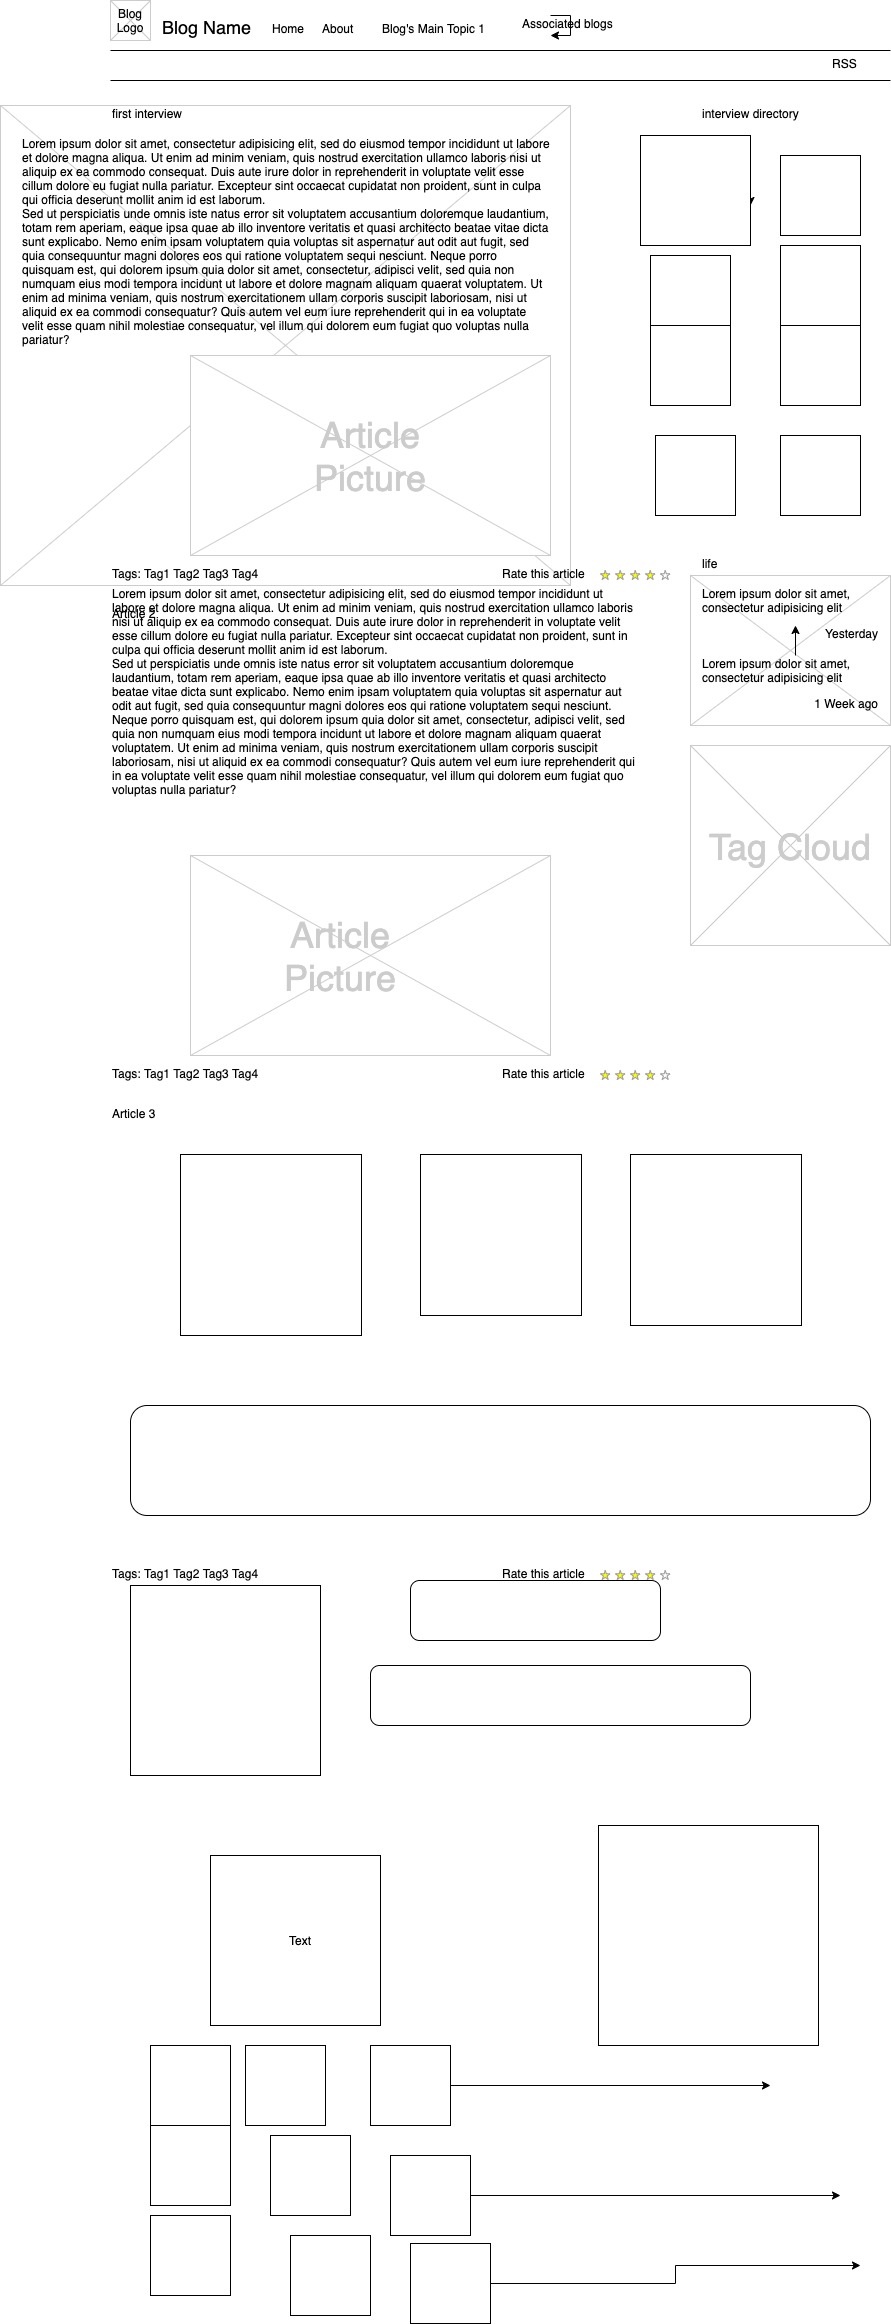 Blog
Logo
Blog Name
Home
About
Blog's Main Topic 1
Associated blogs
RSS
first interview
interview directory
Lorem ipsum dolor sit amet, consectetur adipisicing elit, sed do eiusmod tempor incididunt ut labore
et dolore magna aliqua. Ut enim ad minim veniam, quis nostrud exercitation ullamco laboris nisi ut
aliquip ex ea commodo consequat. Duis aute irure dolor in reprehenderit in voluptate velit esse
cillum dolore eu fugiat nulla pariatur. Excepteur sint occaecat cupidatat non proident, sunt in culpa
qui officia deserunt mollit anim id est laborum.
Sed ut perspiciatis unde omnis iste natus error sit voluptatem accusantium doloremque laudantium,
totam rem aperiam, eaque ipsa quae ab illo inventore veritatis et quasi architecto beatae vitae dicta
sunt explicabo. Nemo enim ipsam voluptatem quia voluptas sit aspernatur aut odit aut fugit, sed
quia consequuntur magni dolores eos qui ratione voluptatem sequi nesciunt. Neque porro
quisquam est, qui dolorem ipsum quia dolor sit amet, consectetur, adipisci velit, sed quia non
numquam eius modi tempora incidunt ut labore et dolore magnam aliquam quaerat voluptatem. Ut
enim ad minima veniam, quis nostrum exercitationem ullam corporis suscipit laboriosam, nisi ut
aliquid ex ea commodi consequatur? Quis autem vel eum iure reprehenderit qui in ea voluptate
velit esse quam nihil molestiae consequatur, vel illum qui dolorem eum fugiat quo voluptas nulla
pariatur?
Article
Picture
Tags: Tag1 Tag2 Tag3 Tag4
Rate this article
life
Article 2
Lorem ipsum dolor sit amet, consectetur adipisicing elit, sed do eiusmod tempor incididunt ut
labore et dolore magna aliqua. Ut enim ad minim veniam, quis nostrud exercitation ullamco laboris
nisi ut aliquip ex ea commodo consequat. Duis aute irure dolor in reprehenderit in voluptate velit
esse cillum dolore eu fugiat nulla pariatur. Excepteur sint occaecat cupidatat non proident, sunt in
culpa qui officia deserunt mollit anim id est laborum.
Sed ut perspiciatis unde omnis iste natus error sit voluptatem accusantium doloremque
laudantium, totam rem aperiam, eaque ipsa quae ab illo inventore veritatis et quasi architecto
beatae vitae dicta sunt explicabo. Nemo enim ipsam voluptatem quia voluptas sit aspernatur aut
odit aut fugit, sed quia consequuntur magni dolores eos qui ratione voluptatem sequi nesciunt.
Neque porro quisquam est, qui dolorem ipsum quia dolor sit amet, consectetur, adipisci velit, sed
quia non numquam eius modi tempora incidunt ut labore et dolore magnam aliquam quaerat
voluptatem. Ut enim ad minima veniam, quis nostrum exercitationem ullam corporis suscipit
laboriosam, nisi ut aliquid ex ea commodi consequatur? Quis autem vel eum iure reprehenderit qui
in ea voluptate velit esse quam nihil molestiae consequatur, vel illum qui dolorem eum fugiat quo
voluptas nulla pariatur?
Lorem ipsum dolor sit amet,
consectetur adipisicing elit
Yesterday
Lorem ipsum dolor sit amet,
consectetur adipisicing elit
1 Week ago
Tag Cloud
Article
Picture
Tags: Tag1 Tag2 Tag3 Tag4
Rate this article
Article 3
Tags: Tag1 Tag2 Tag3 Tag4
Rate this article
Text